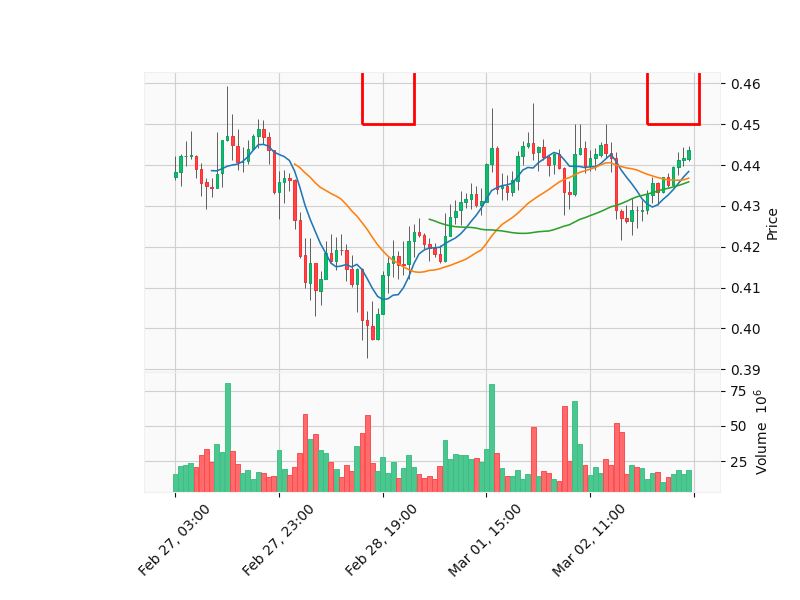 0.46
0.45
0.44
0.43
0.42
0.41
0.40
0.39
Price
75
50
25
Volume 10⁶
Feb 27, 03:00
Feb 27, 23:00
Feb 28, 19:00
Mar 01, 15:00
Mar 02, 11:00